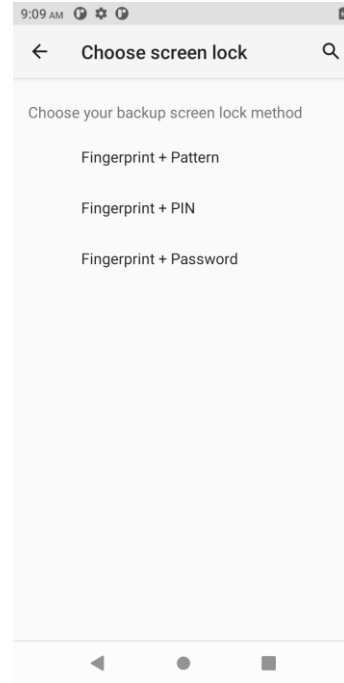 9:09 AM
Choose screen lock
Choose your backup screen lock method
Fingerprint + Pattern
Fingerprint + PIN
Fingerprint + Password